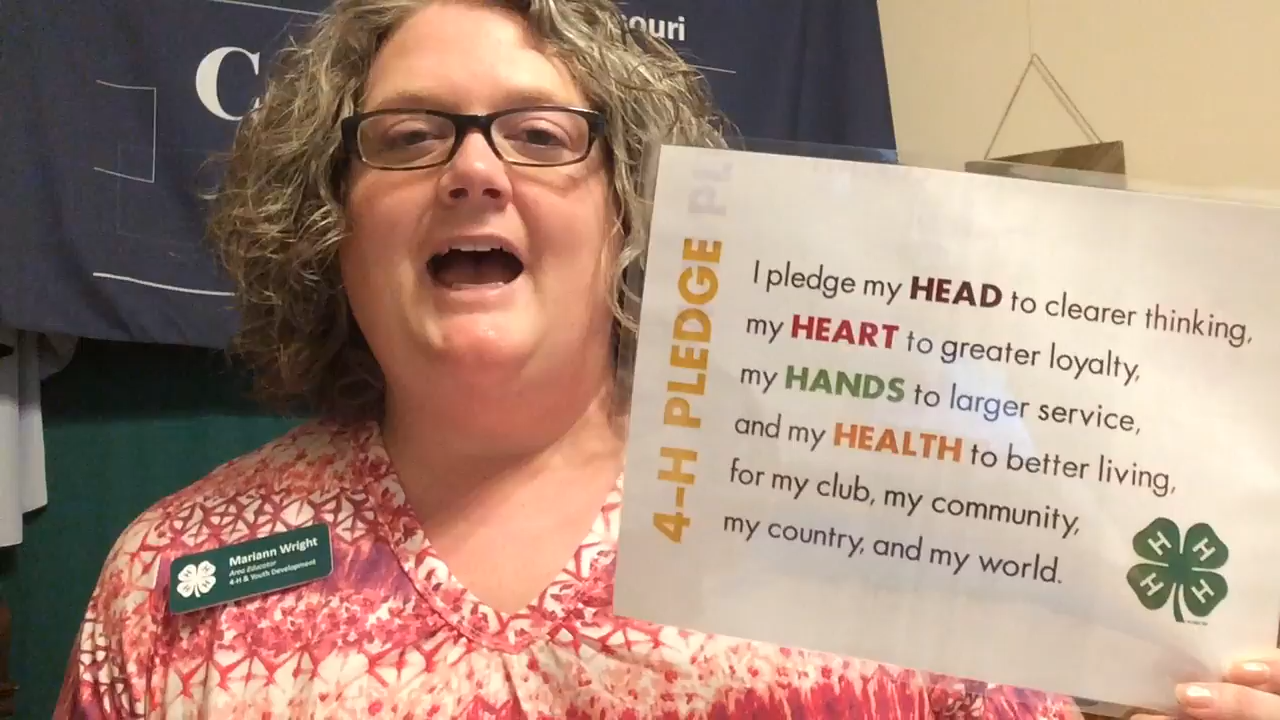 ouri
C
4-H PLEDGE
I pledge my HEAD to clearer thinking,
my HEART to greater loyalty,
my HANDS to larger service,
and my HEALTH to better living,
for my club, my community,
my country, and my world.
H H
H H
Mariann Wright
Area Educator
4-H & Youth Development